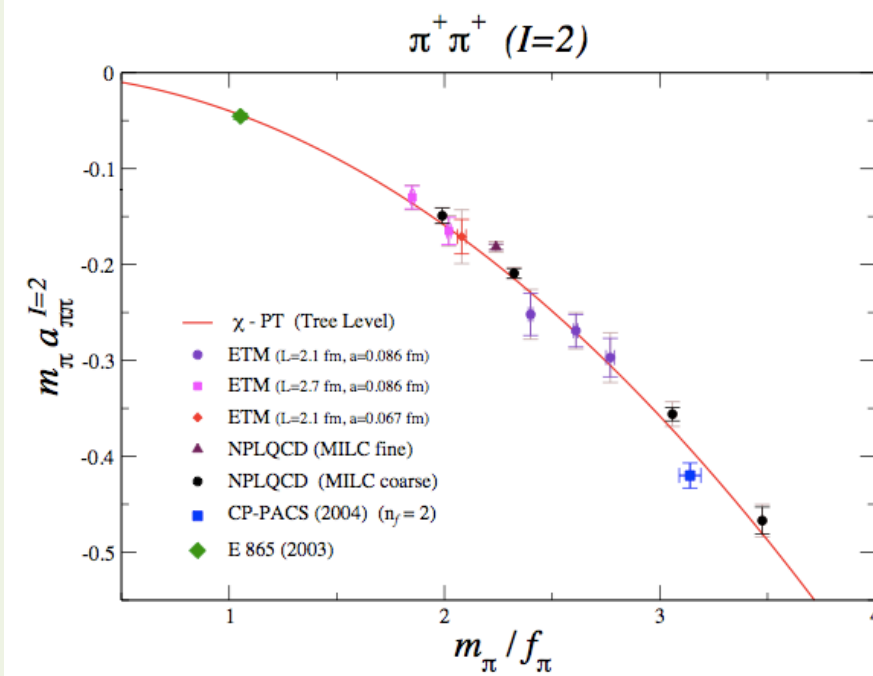 π⁺π⁺ (I=2)
0
-0.1
-0.2
-0.3
-0.4
-0.5
m_π a_ππ^{I=2}
χ - PT (Tree Level)
ETM (L=2.1 fm, a=0.086 fm)
ETM (L=2.7 fm, a=0.086 fm)
ETM (L=2.1 fm, a=0.067 fm)
NPLQCD (MILC fine)
NPLQCD (MILC coarse)
CP-PACS (2004) (n_f = 2)
E 865 (2003)
1 2 3 4
m_π / f_π